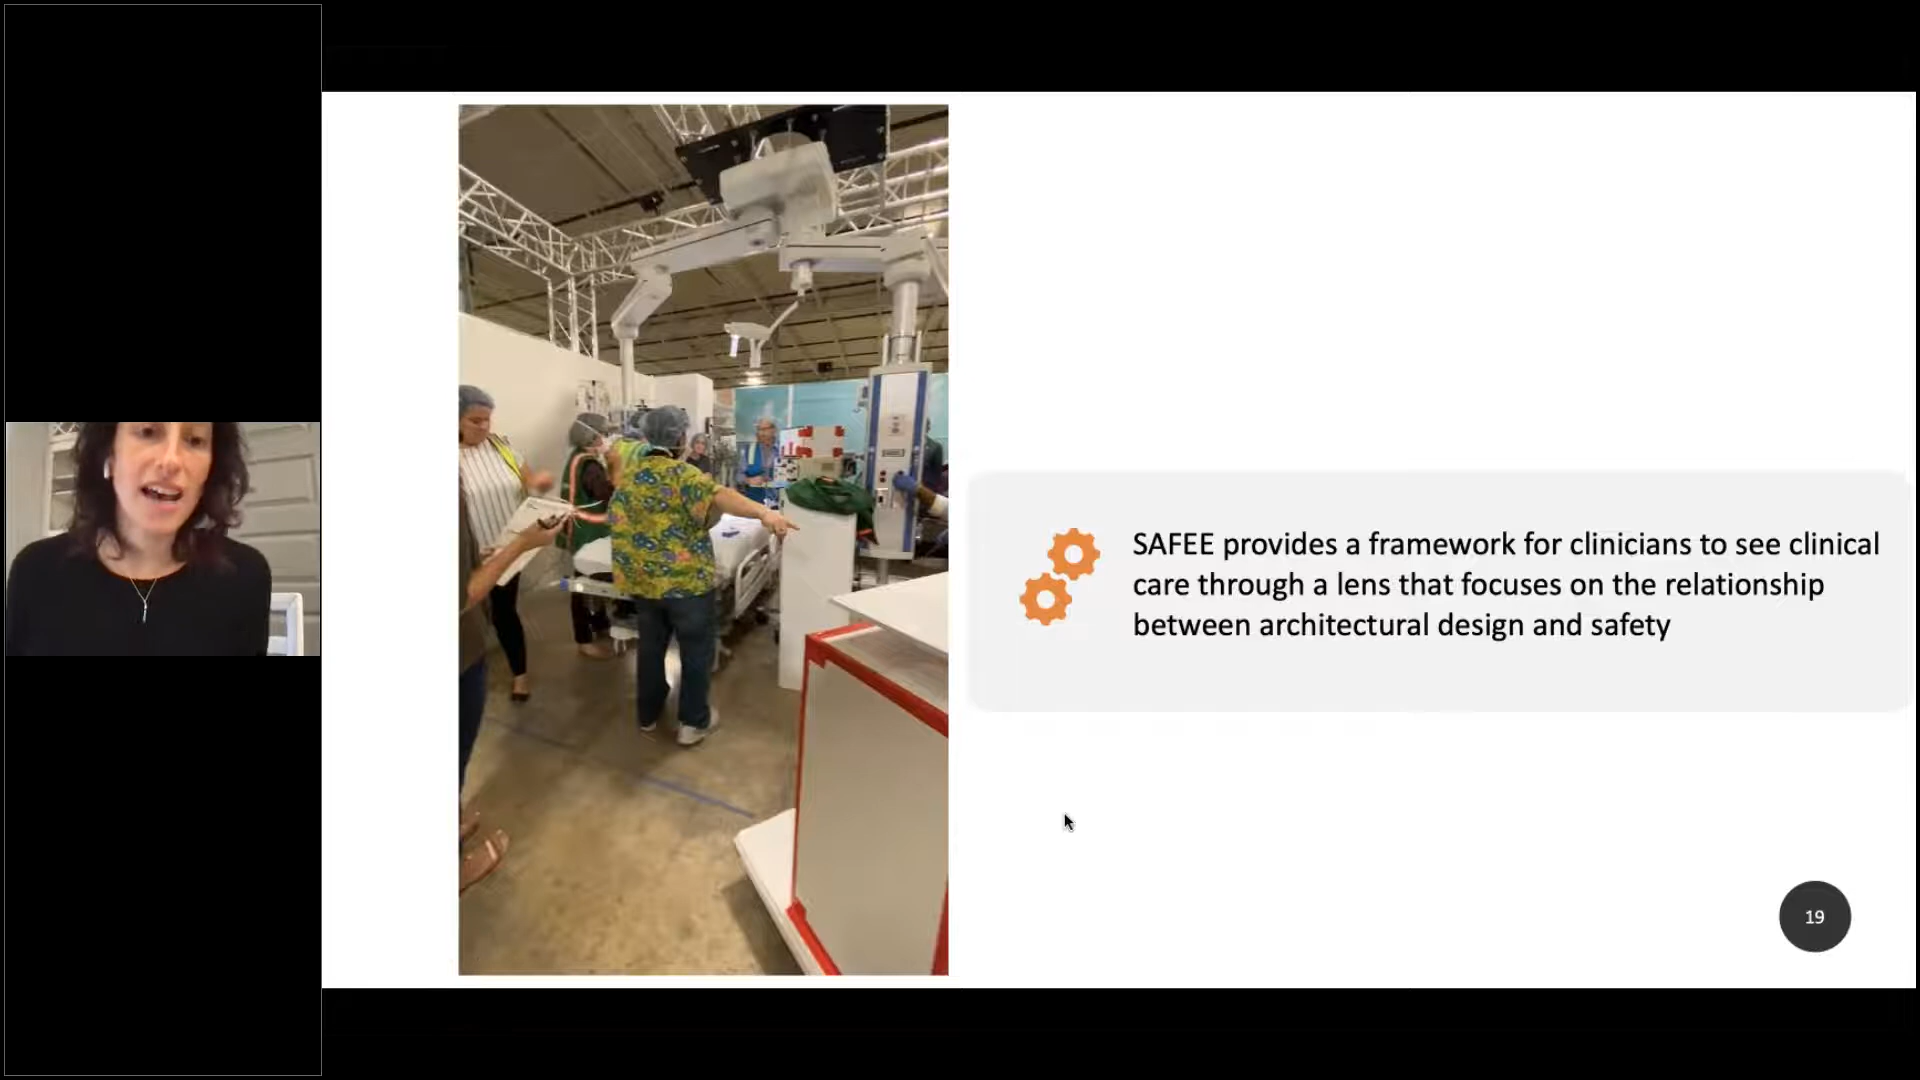 SAFEE provides a framework for clinicians to see clinical
care through a lens that focuses on the relationship
between architectural design and safety
19